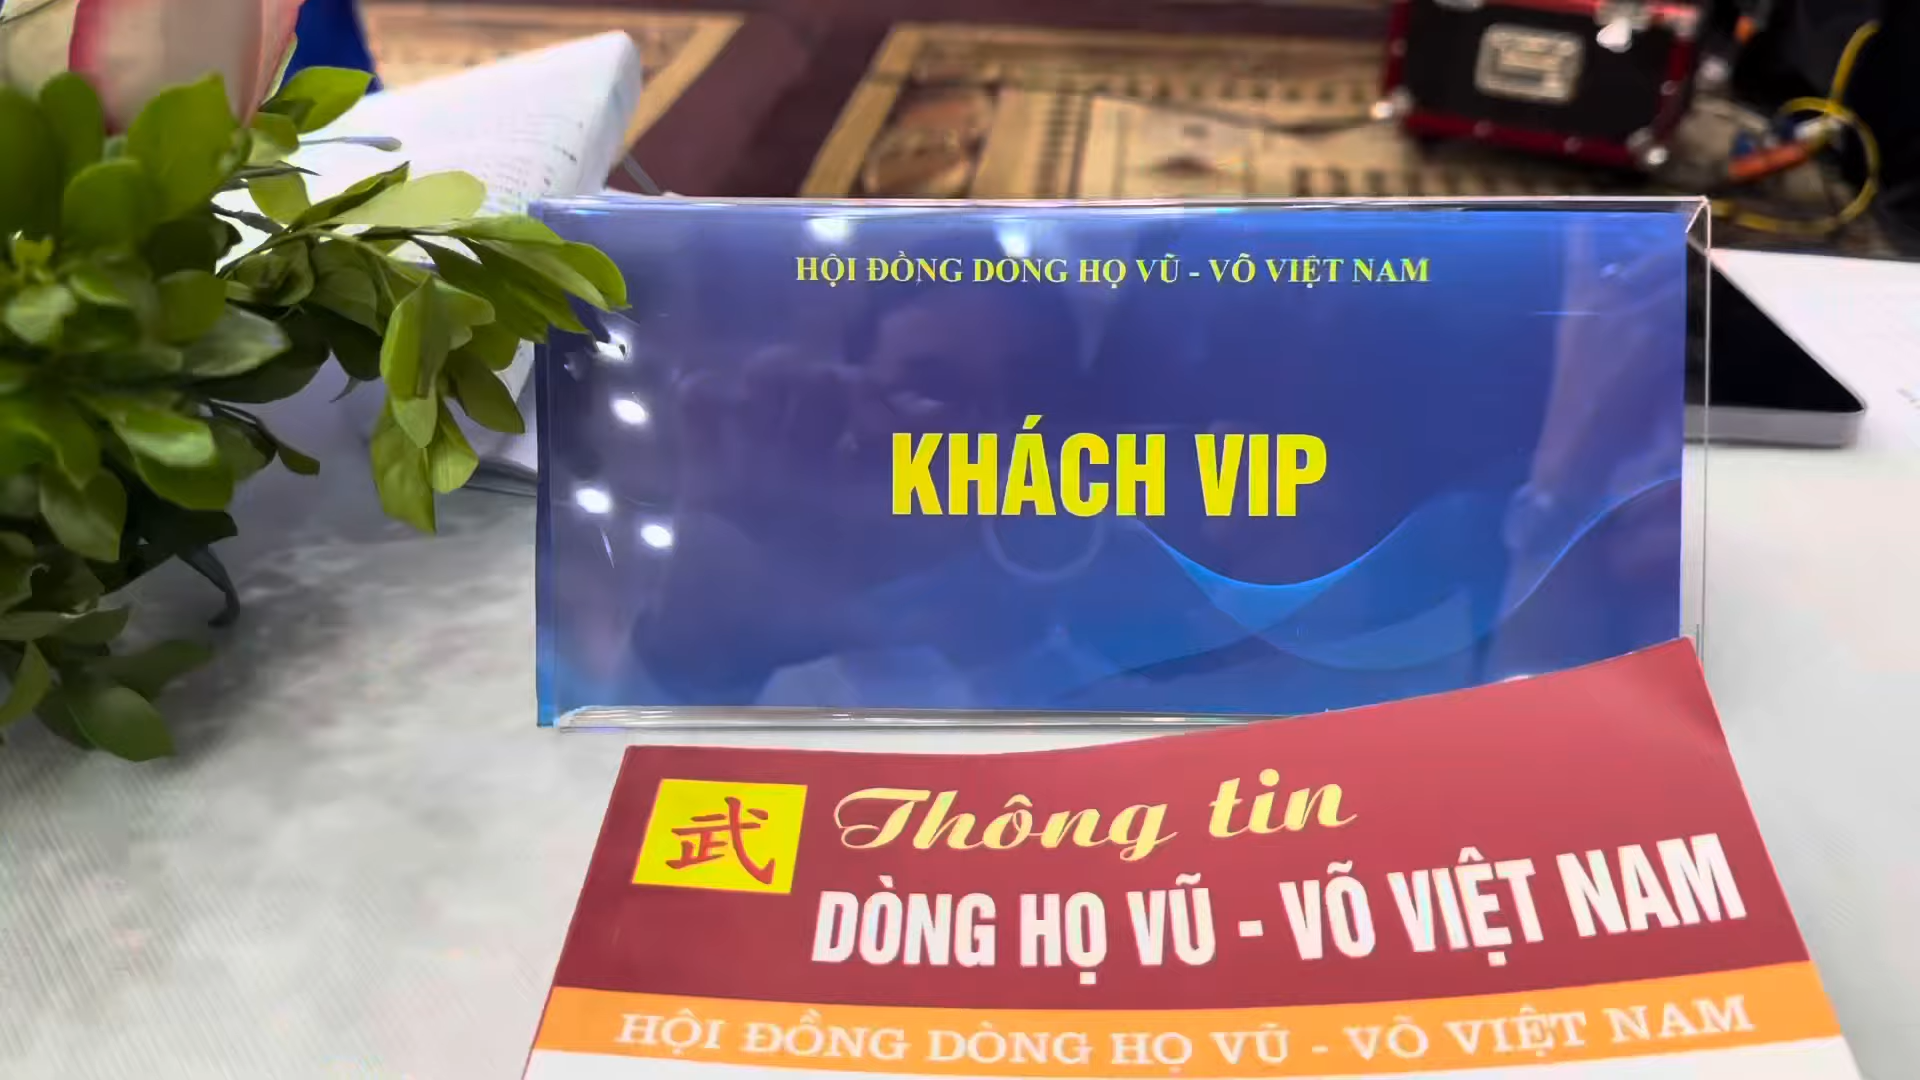 HỘI ĐỒNG DÒNG HỌ VŨ - VÕ VIỆT NAM
KHÁCH VIP
武
Thông tin
DÒNG HỌ VŨ - VÕ VIỆT NAM
HỘI ĐỒNG DÒNG HỌ VŨ - VÕ VIỆT NAM